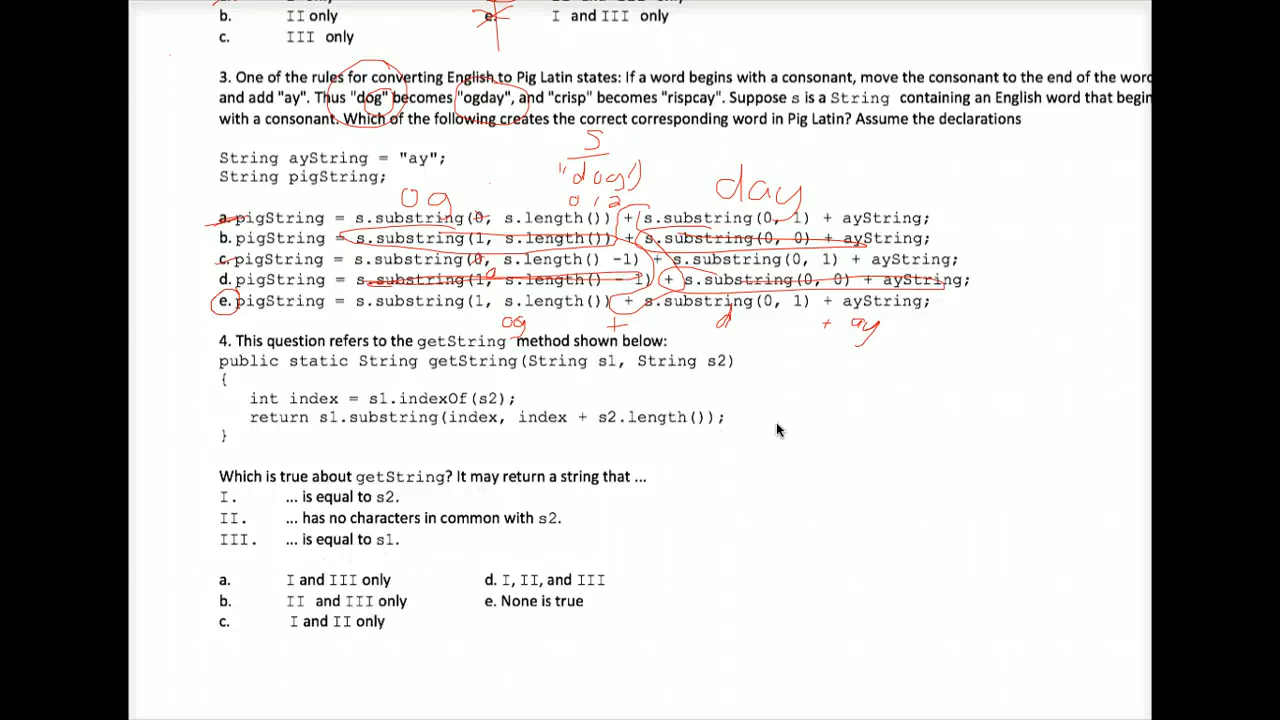 b. II only e. I and III only
c. III only
3. One of the rules for converting English to Pig Latin states: If a word begins with a consonant, move the consonant to the end of the word
and add "ay". Thus "dog" becomes "ogday", and "crisp" becomes "rispcay". Suppose s is a String containing an English word that begin
with a consonant. Which of the following creates the correct corresponding word in Pig Latin? Assume the declarations
String ayString = "ay";
String pigString;
S
"dog"
0 1 2
og
day
a. pigString = s.substring(0, s.length()) + s.substring(0, 1) + ayString;
b. pigString = s.substring(1, s.length()) + s.substring(0, 0) + ayString;
c. pigString = s.substring(0, s.length() -1) + s.substring(0, 1) + ayString;
d. pigString = s.substring(1, s.length() - 1) + s.substring(0, 0) + ayString;
e. pigString = s.substring(1, s.length()) + s.substring(0, 1) + ayString;
og + d + ay
4. This question refers to the getString method shown below:
public static String getString(String s1, String s2)
{
int index = s1.indexOf(s2);
return s1.substring(index, index + s2.length());
}
Which is true about getString? It may return a string that ...
I. ... is equal to s2.
II. ... has no characters in common with s2.
III. ... is equal to s1.
a. I and III only d. I, II, and III
b. II and III only e. None is true
c. I and II only